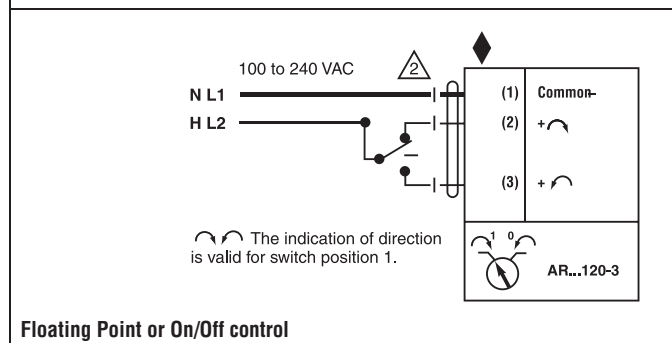 100 to 240 VAC
2
N L1
H L2
(1) Common–
(2) +
(3) +
The indication of direction
is valid for switch position 1.
1 0
AR...120-3
Floating Point or On/Off control